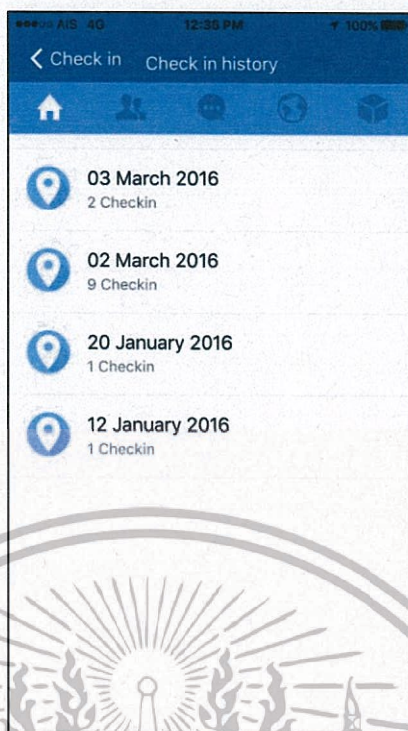 AIS 4G 12:35 PM 100%
Check in Check in history
03 March 2016
2 Checkin
02 March 2016
9 Checkin
20 January 2016
1 Checkin
12 January 2016
1 Checkin